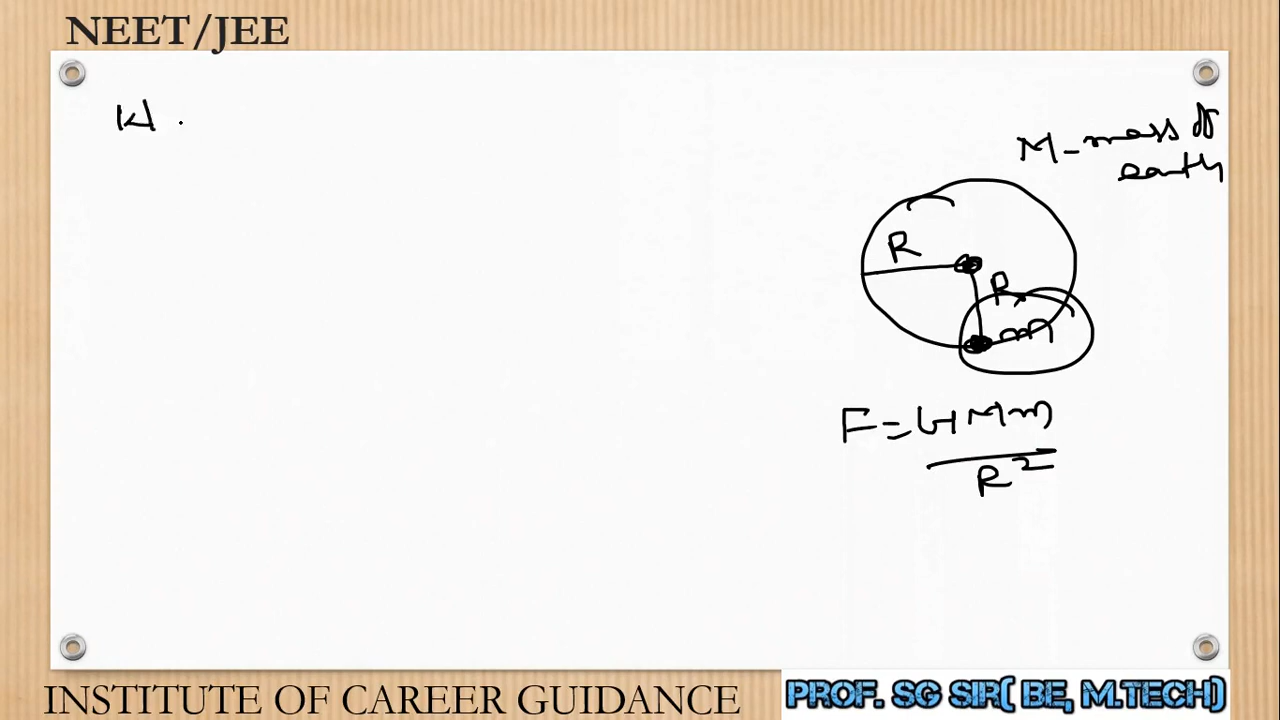 NEET/JEE
W .
M - mass of
earth
R
R
m
F = GMm
R²
INSTITUTE OF CAREER GUIDANCE
PROF. SG SIR( BE, M.TECH)